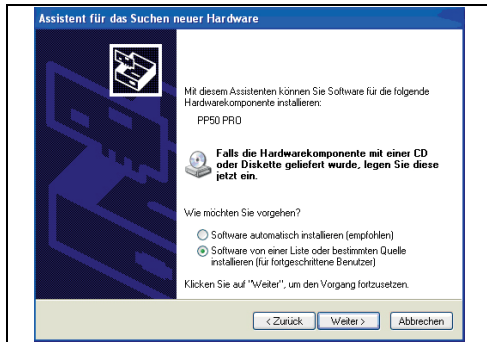 Assistent für das Suchen neuer Hardware
Mit diesem Assistenten können Sie Software für die folgende
Hardwarekomponente installieren:
PP50 PRO
Falls die Hardwarekomponente mit einer CD
oder Diskette geliefert wurde, legen Sie diese
jetzt ein.
Wie möchten Sie vorgehen?
Software automatisch installieren (empfohlen)
Software von einer Liste oder bestimmten Quelle
installieren (für fortgeschrittene Benutzer)
Klicken Sie auf "Weiter", um den Vorgang fortzusetzen.
< Zurück Weiter > Abbrechen